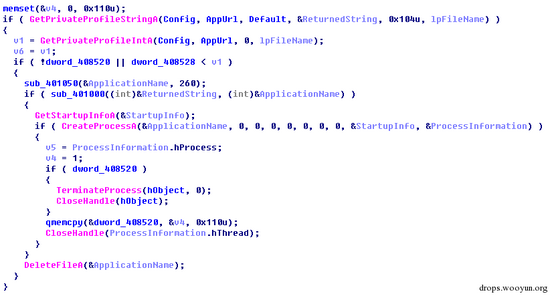 memset(&v4, 0, 0x110u);
if ( GetPrivateProfileStringA(Config, AppUrl, Default, &ReturnedString, 0x104u, lpFileName) )
{
v1 = GetPrivateProfileIntA(Config, AppUrl, 0, lpFileName);
v6 = v1;
if ( !dword_408520 || dword_408528 < v1 )
{
sub_401050(&ApplicationName, 260);
if ( sub_401000((int)&ReturnedString, (int)&ApplicationName) )
{
GetStartupInfoA(&StartupInfo);
if ( CreateProcessA(&ApplicationName, 0, 0, 0, 0, 0, 0, 0, &StartupInfo, &ProcessInformation) )
{
v5 = ProcessInformation.hProcess;
v4 = 1;
if ( dword_408520 )
{
TerminateProcess(hObject, 0);
CloseHandle(hObject);
}
qmemcpy(&dword_408520, &v4, 0x110u);
CloseHandle(ProcessInformation.hThread);
}
}
DeleteFileA(&ApplicationName);
}
}
drops.wooyun.org